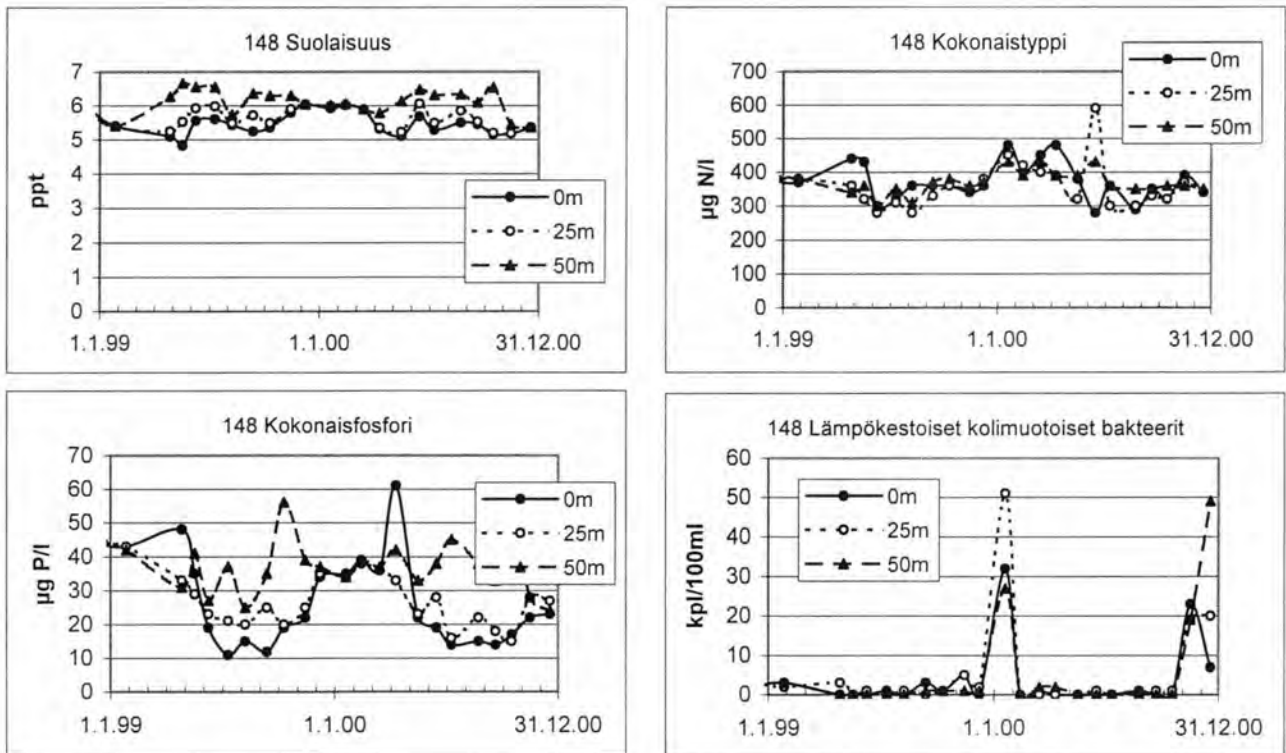 148 Suolaisuus
7
6
5
4
3
2
1
0
ppt
0m
25m
50m
1.11.99
1.1.00
31.12.00
148 Kokonaistyppi
700
600
500
400
300
200
100
0
µg N/l
0m
25m
50m
1.11.99
1.1.00
31.12.00
148 Kokonaisfosfori
70
60
50
40
30
20
10
0
µg P/l
0m
25m
50m
1.11.99
1.1.00
31.12.00
148 Lämpökestoiset kolimuotoiset bakteerit
60
50
40
30
20
10
0
kpl/100ml
0m
25m
50m
1.11.99
1.1.00
31.12.00